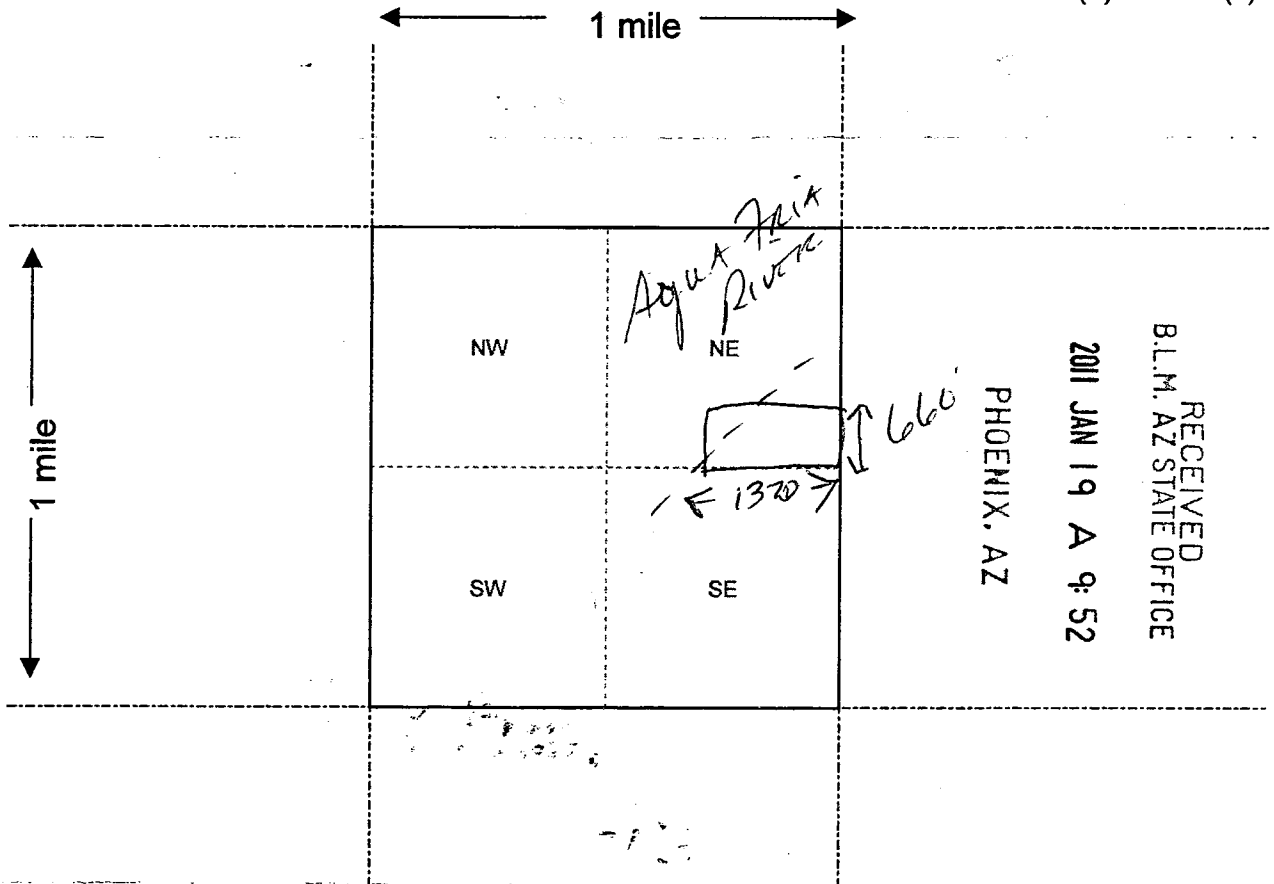 1 mile
1 mile
Aqua Fria
River
NW
NE
660'
1320
SW
SE
RECEIVED
B.L.M. AZ STATE OFFICE
2011 JAN 19 A 9:52
PHOENIX, AZ